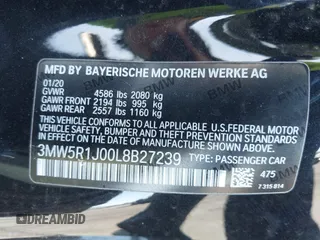 MFD BY BAYERISCHE MOTOREN WERKE AG
01/20
GVWR 4586 lbs 2080 kg
GAWR FRONT 2194 lbs 995 kg
GAWR REAR 2557 lbs 1160 kg
THIS VEHICLE CONFORMS TO ALL APPLICABLE
U.S. FEDERAL MOTOR VEHICLE SAFETY, BUMPER,
AND THEFT PREVENTION STANDARDS IN EFFECT
ON THE DATE OF MANUFACTURE SHOWN ABOVE.
3MW5R1J00L8B27239 TYPE: PASSENGER CAR
475
7 315 814